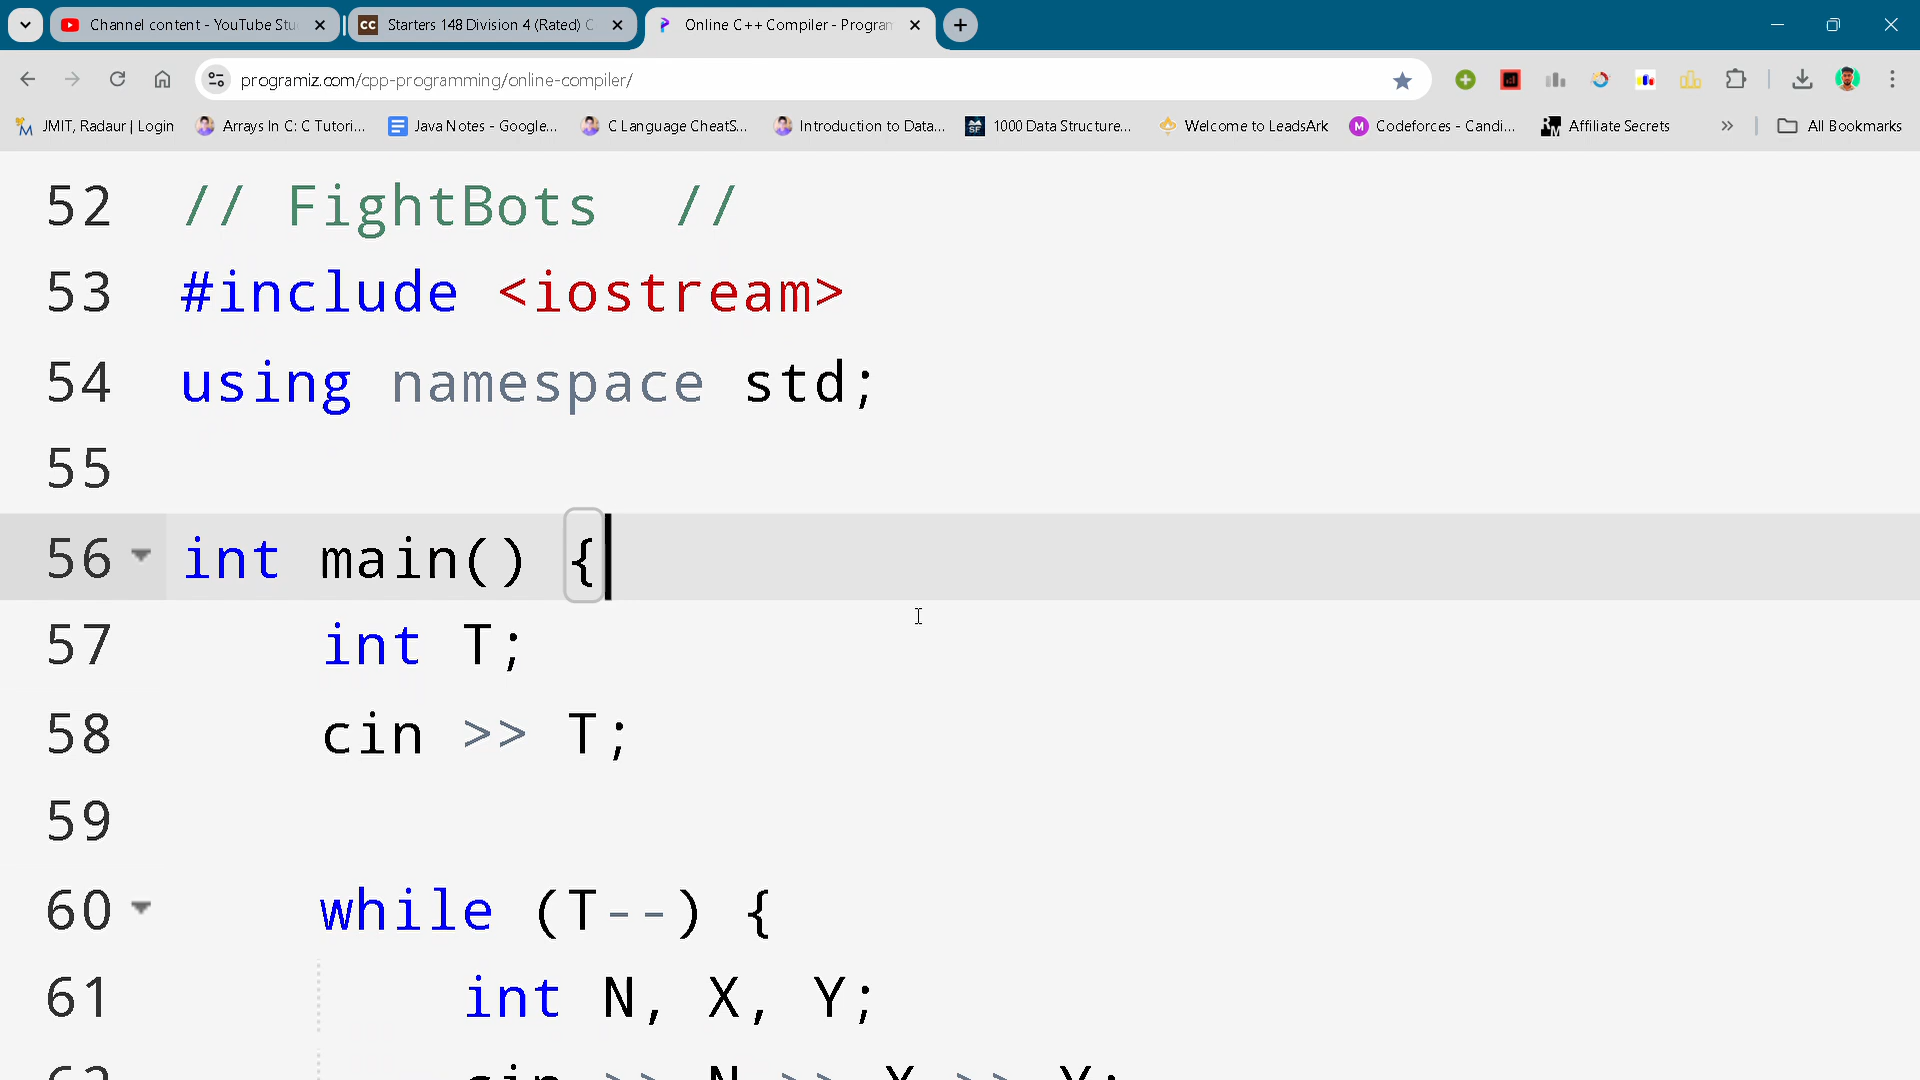 Channel content - YouTube Stu
Starters 148 Division 4 (Rated) C
Online C++ Compiler - Program
programiz.com/cpp-programming/online-compiler/
JMIT, Radaur | Login
Arrays In C: C Tutori...
Java Notes - Google...
C Language CheatS...
Introduction to Data...
1000 Data Structure...
Welcome to LeadsArk
Codeforces - Candi...
Affiliate Secrets
All Bookmarks
52 // FightBots  //
53 #include <iostream>
54 using namespace std;
55
56 int main() {
57 int T;
58 cin >> T;
59
60 while (T--) {
61 int N, X, Y;
62 cin >> N >> X >> Y;